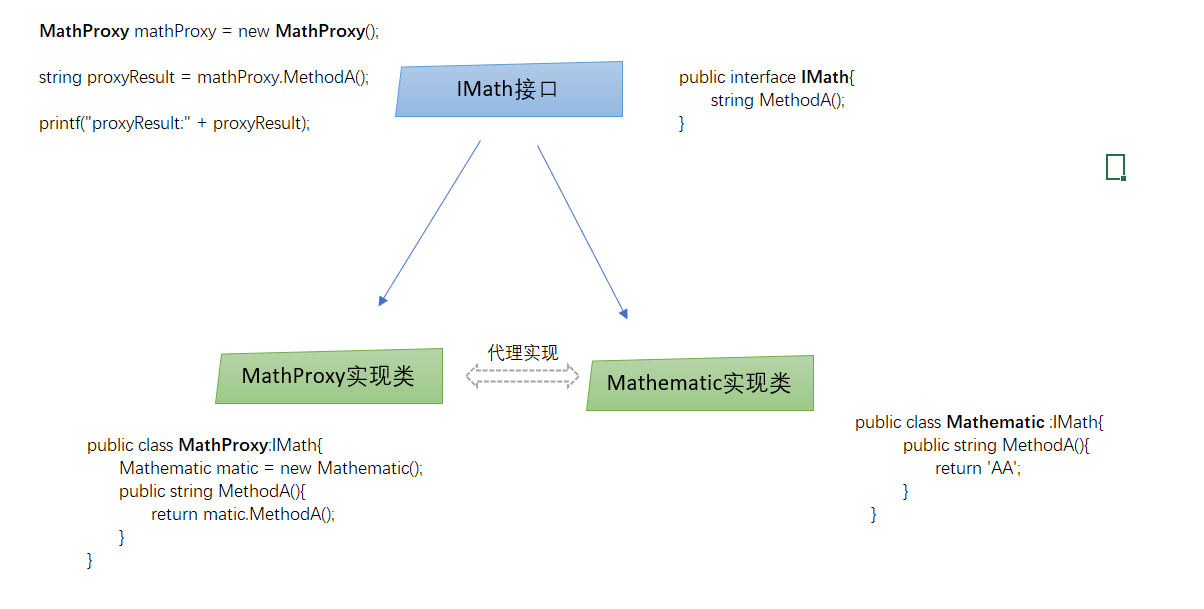 MathProxy mathProxy = new MathProxy();
string proxyResult = mathProxy.MethodA();
printf("proxyResult:" + proxyResult);
IMath接口
public interface IMath{
string MethodA();
}
代理实现
MathProxy实现类
Mathematic实现类
public class MathProxy:IMath{
Mathematic matic = new Mathematic();
public string MethodA(){
return matic.MethodA();
}
}
public class Mathematic :IMath{
public string MethodA(){
return 'AA';
}
}